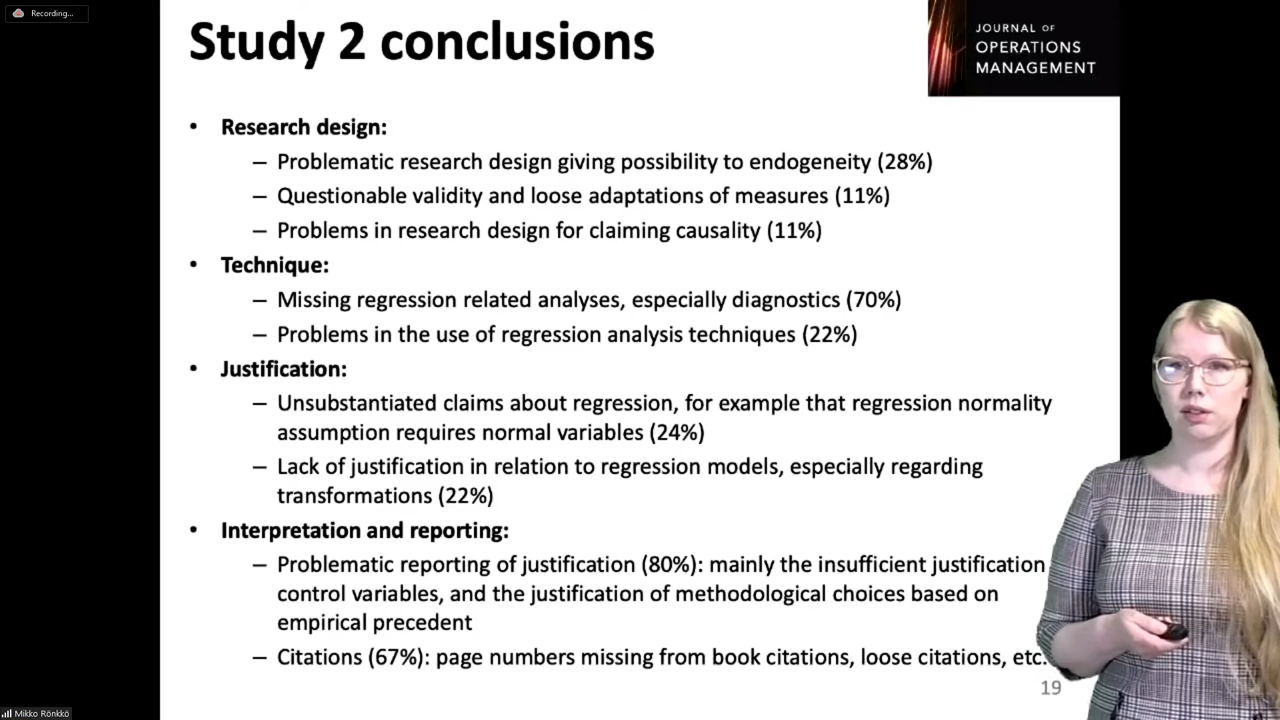 Recording...
Study 2 conclusions
JOURNAL OF
OPERATIONS
MANAGEMENT
• Research design:
– Problematic research design giving possibility to endogeneity (28%)
– Questionable validity and loose adaptations of measures (11%)
– Problems in research design for claiming causality (11%)
• Technique:
– Missing regression related analyses, especially diagnostics (70%)
– Problems in the use of regression analysis techniques (22%)
• Justification:
– Unsubstantiated claims about regression, for example that regression normality
assumption requires normal variables (24%)
– Lack of justification in relation to regression models, especially regarding
transformations (22%)
• Interpretation and reporting:
– Problematic reporting of justification (80%): mainly the insufficient justification
control variables, and the justification of methodological choices based on
empirical precedent
– Citations (67%): page numbers missing from book citations, loose citations, etc.
19
Mikko Rönkkö